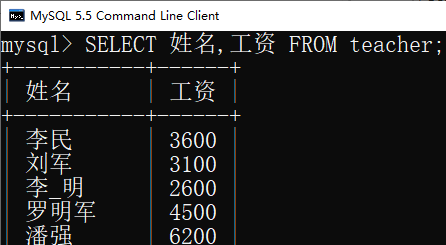 MySQL 5.5 Command Line Client
mysql> SELECT 姓名,工资 FROM teacher;
+-----------+------+
| 姓名 | 工资 |
+-----------+------+
| 李民 | 3600 |
| 刘军 | 3100 |
| 李_明 | 2600 |
| 罗明军 | 4500 |
| 潘强 | 6200 |